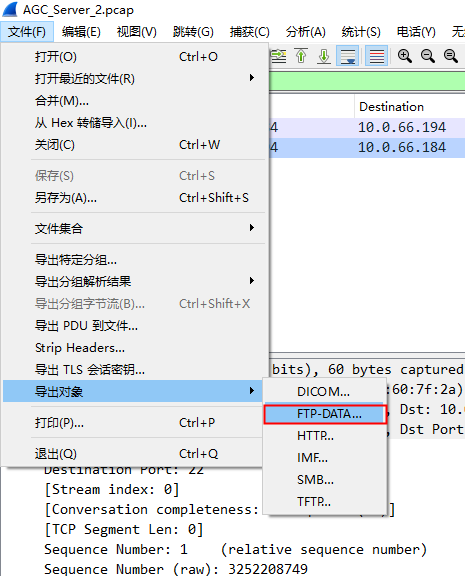 AGC_Server_2.pcap
文件(F) 编辑(E) 视图(V) 跳转(G) 捕获(C) 分析(A) 统计(S) 电话(Y)
打开(O) Ctrl+O
打开最近的文件(R)
合并(M)...
从 Hex 转储导入(I)...
关闭(C) Ctrl+W
保存(S) Ctrl+S
另存为(A)... Ctrl+Shift+S
文件集合
导出特定分组...
导出分组解析结果
导出分组字节流(B)... Ctrl+Shift+X
导出 PDU 到文件...
Strip Headers...
导出 TLS 会话密钥...
导出对象
打印(P)... Ctrl+P
退出(Q) Ctrl+Q
Destination
4 10.0.66.194
4 10.0.66.184
bits), 60 bytes captured
:60:7f:2a)
, Dst: 10.0
, Dst Port
DICOM...
FTP-DATA...
HTTP...
IMF...
SMB...
TFTP...
Destination Port: 22
[Stream index: 0]
[Conversation completeness: )]
[TCP Segment Len: 0]
Sequence Number: 1 (relative sequence number)
Sequence Number (raw): 3252208749